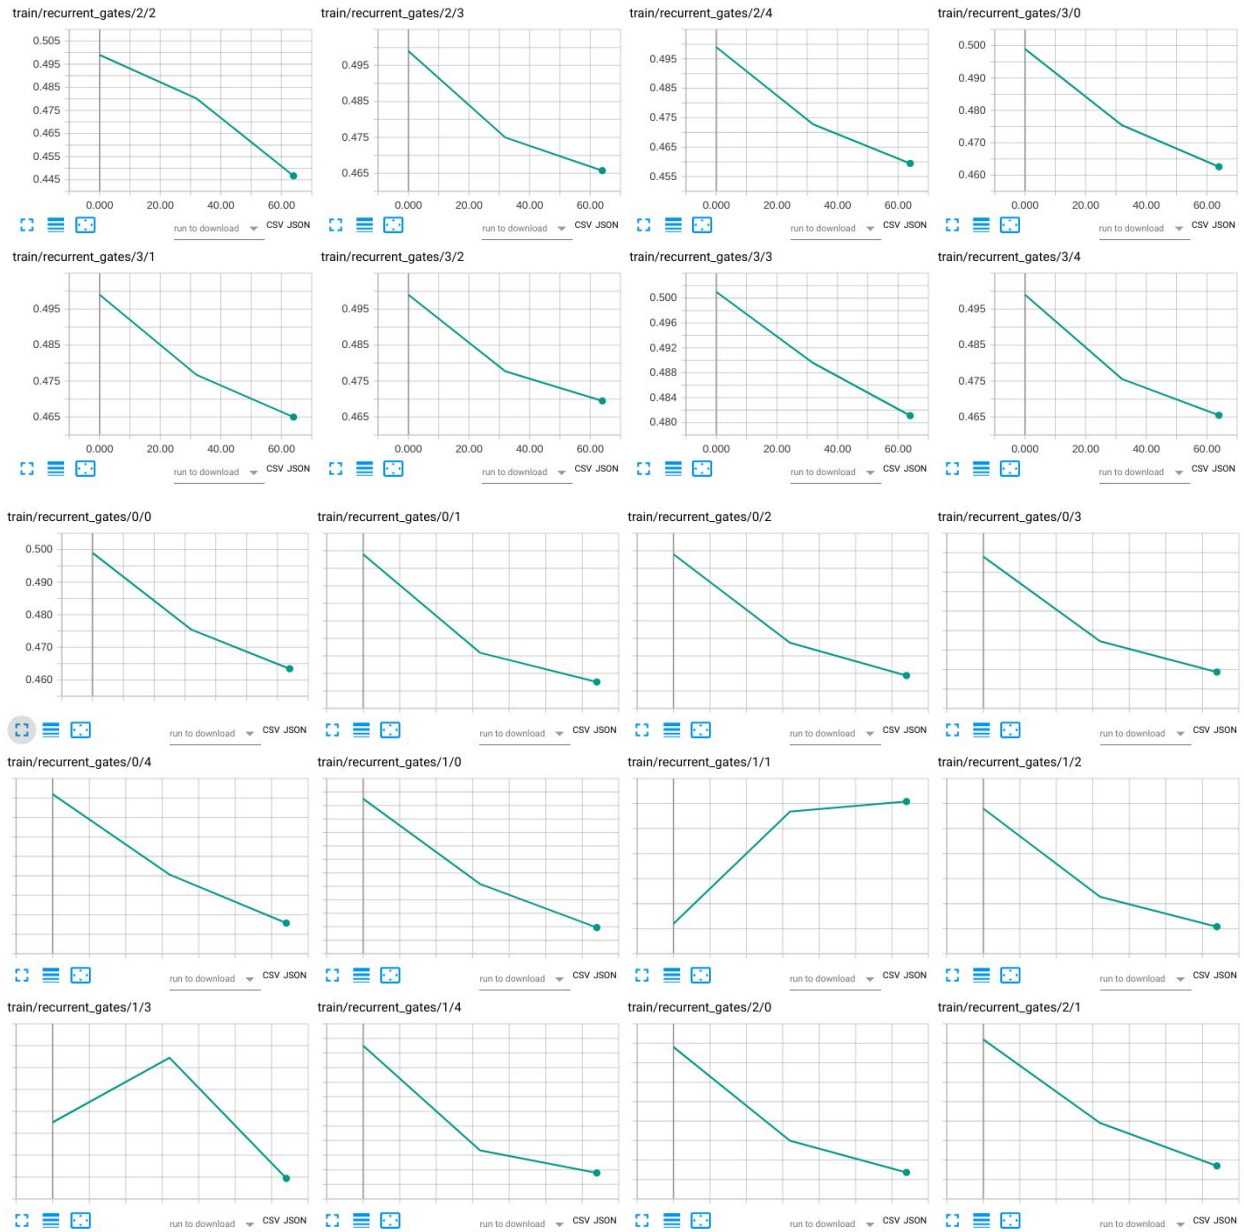 train/recurrent_gates/2/2 train/recurrent_gates/2/3 train/recurrent_gates/2/4 train/recurrent_gates/3/0
0.505 0.495 0.485 0.475 0.465 0.455 0.445
0.495 0.485 0.475 0.465
0.495 0.485 0.475 0.465 0.455
0.500 0.490 0.480 0.470 0.460
0.000 20.00 40.00 60.00 0.000 20.00 40.00 60.00 0.000 20.00 40.00 60.00 0.000 20.00 40.00 60.00
run to download CSV JSON run to download CSV JSON run to download CSV JSON run to download CSV JSON
train/recurrent_gates/3/1 train/recurrent_gates/3/2 train/recurrent_gates/3/3 train/recurrent_gates/3/4
0.495 0.485 0.475 0.465
0.495 0.485 0.475 0.465
0.500 0.496 0.492 0.488 0.484 0.480
0.495 0.485 0.475 0.465
0.000 20.00 40.00 60.00 0.000 20.00 40.00 60.00 0.000 20.00 40.00 60.00 0.000 20.00 40.00 60.00
run to download CSV JSON run to download CSV JSON run to download CSV JSON run to download CSV JSON
train/recurrent_gates/0/0 train/recurrent_gates/0/1 train/recurrent_gates/0/2 train/recurrent_gates/0/3
0.500 0.490 0.480 0.470 0.460
run to download CSV JSON run to download CSV JSON run to download CSV JSON run to download CSV JSON
train/recurrent_gates/0/4 train/recurrent_gates/1/0 train/recurrent_gates/1/1 train/recurrent_gates/1/2
run to download CSV JSON run to download CSV JSON run to download CSV JSON run to download CSV JSON
train/recurrent_gates/1/3 train/recurrent_gates/1/4 train/recurrent_gates/2/0 train/recurrent_gates/2/1
run to download CSV JSON run to download CSV JSON run to download CSV JSON run to download CSV JSON